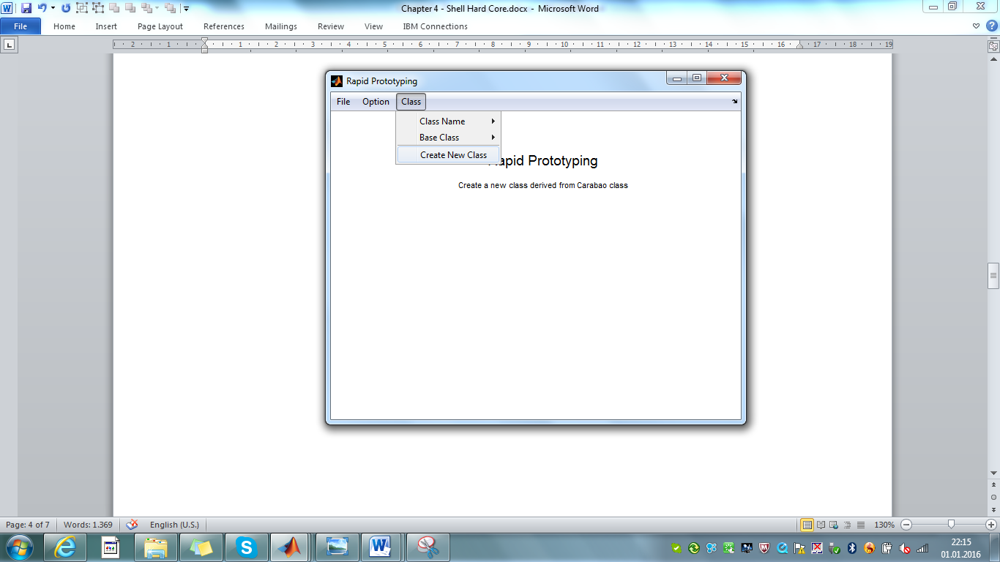 Chapter 4 - Shell Hard Core.docx - Microsoft Word
File Home Insert Page Layout References Mailings Review View IBM Connections
2 1 1 2 3 4 5 6 7 8 9 10 11 12 13 14 15 16 17 18 19
Rapid Prototyping
File Option Class
Class Name
Base Class
Create New Class
Rapid Prototyping
Create a new class derived from Carabao class
Page: 4 of 7 Words: 1.369 English (U.S.) 130%
22:15
01.01.2016